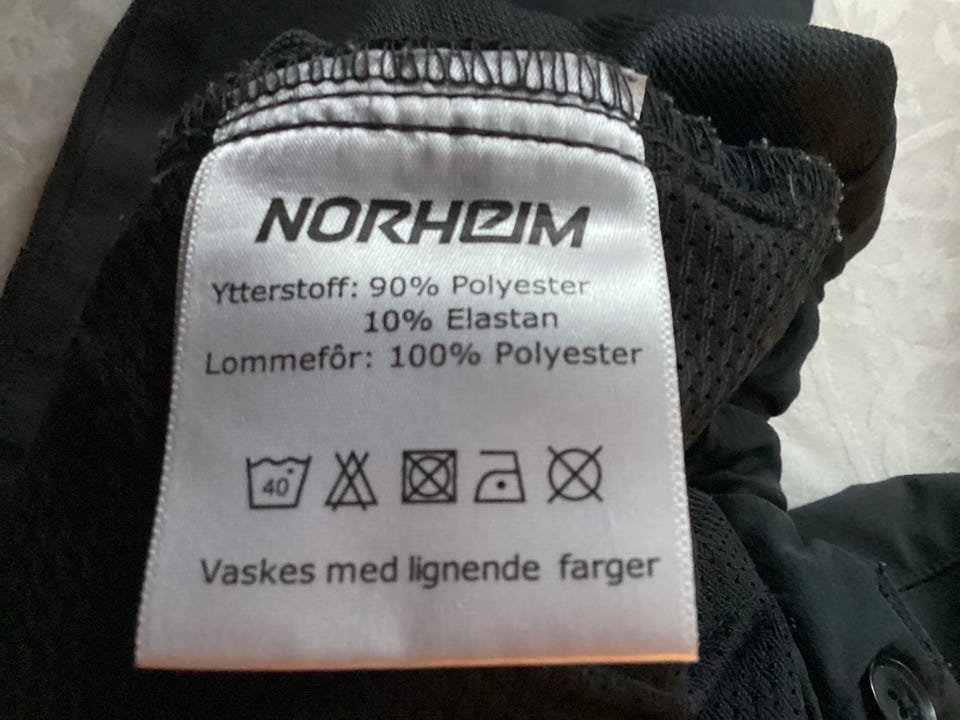 NORHEIM
Ytterstoff: 90% Polyester
10% Elastan
Lommefôr: 100% Polyester
40°
Vaskes med lignende farger